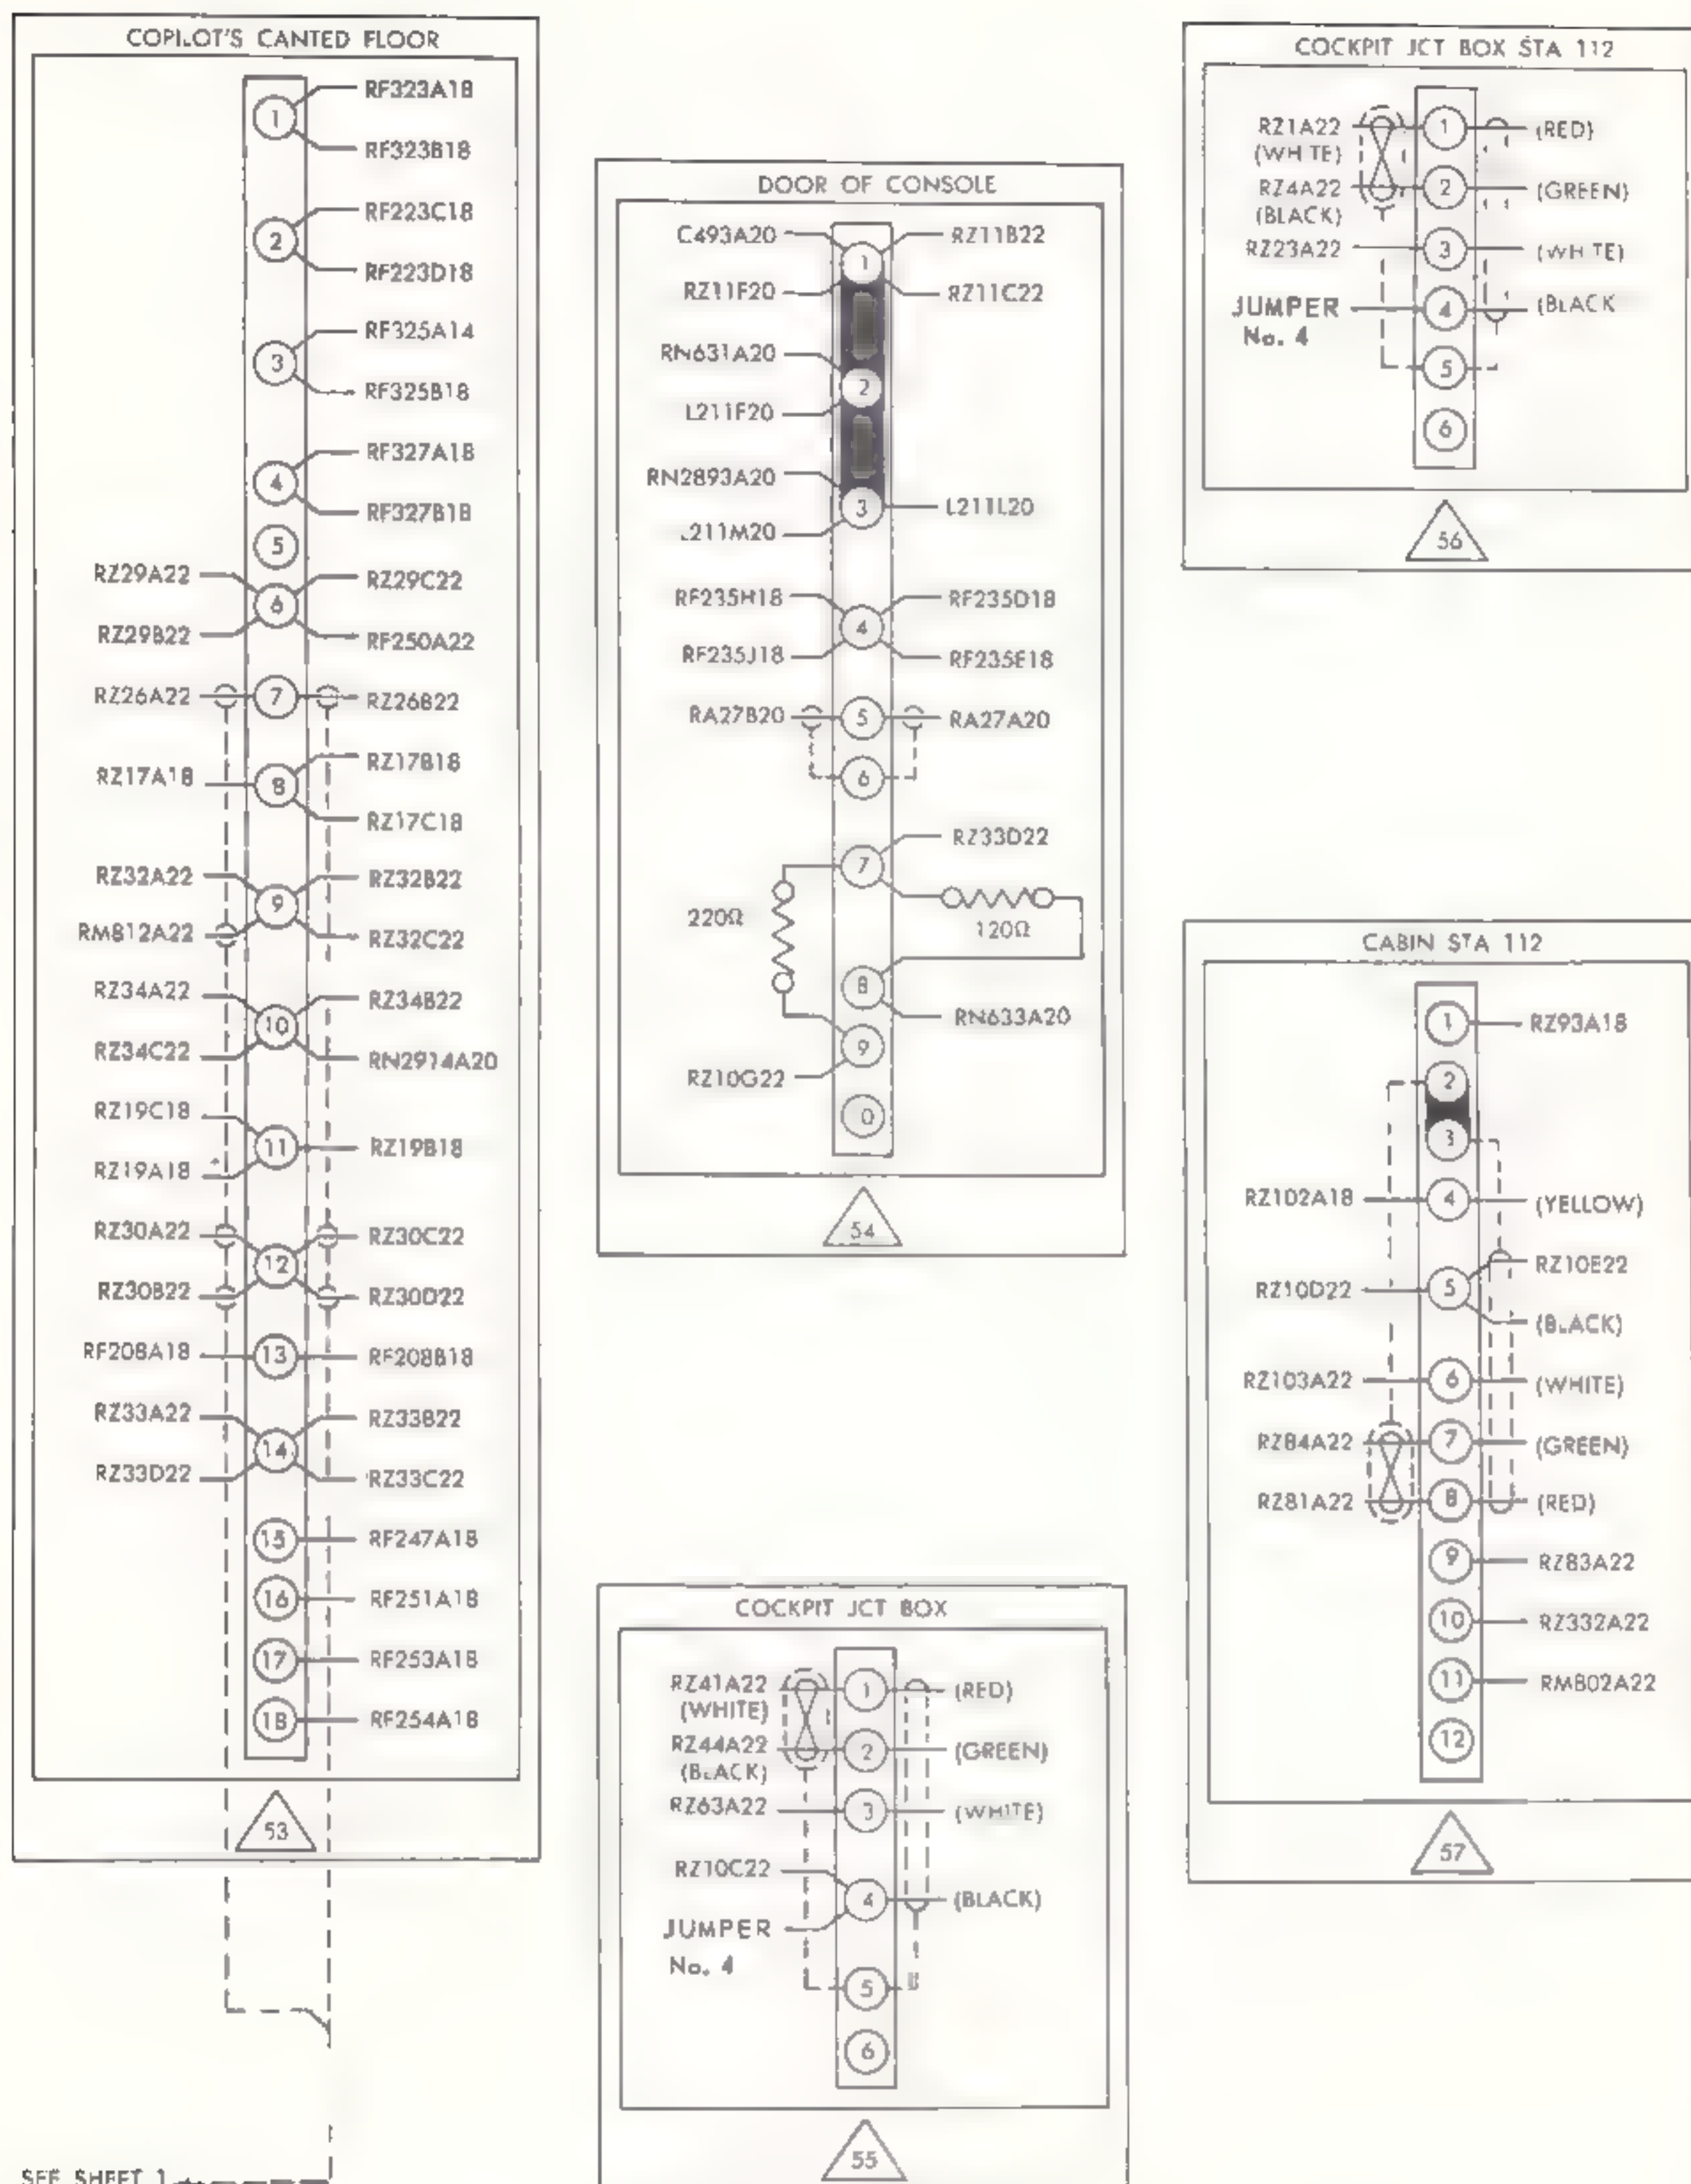 COPILOT'S CANTED FLOOR
1
RF323A18
RF323B18
2
RF223C18
RF223D18
3
RF325A14
RF325B18
4
RF327A18
RF327B18
5
RZ29A22
RZ29B22
6
RZ29C22
RF250A22
RZ26A22
7
RZ26B22
RZ17A18
8
RZ17B18
RZ17C18
RZ32A22
RM812A22
9
RZ32B22
RZ32C22
RZ34A22
RZ34C22
10
RZ34B22
RN2914A20
RZ19C18
RZ19A18
11
RZ19B18
RZ30A22
RZ30B22
12
RZ30C22
RZ30D22
RF208A18
13
RF208B18
RZ33A22
RZ33D22
14
RZ33B22
RZ33C22
15
RF247A18
16
RF251A18
17
RF253A18
18
RF254A18
53
SEE SHEET 1
DOOR OF CONSOLE
C493A20
RZ11F20
1
RZ11B22
RZ11C22
RN631A20
L211F20
2
RN2893A20
L211M20
3
L211L20
RF235H18
RF235J18
4
RF235D18
RF235E18
RA27B20
5
RA27A20
6
7
RZ33D22
220Ω
120Ω
8
RN633A20
9
RZ10G22
0
54
COCKPIT JCT BOX
RZ41A22
(WHITE)
1
(RED)
RZ44A22
(BLACK)
2
(GREEN)
RZ63A22
3
(WHITE)
RZ10C22
4
(BLACK)
JUMPER
No. 4
5
6
55
COCKPIT JCT BOX STA 112
RZ1A22
(WHITE)
1
(RED)
RZ4A22
(BLACK)
2
(GREEN)
RZ23A22
3
(WHITE)
JUMPER
No. 4
4
(BLACK
5
6
56
CABIN STA 112
1
RZ93A18
2
3
RZ102A18
4
(YELLOW)
RZ10D22
5
RZ10E22
(BLACK)
RZ103A22
6
(WHITE)
RZ84A22
7
(GREEN)
RZ81A22
8
(RED)
9
RZ83A22
10
RZ332A22
11
RM802A22
12
57